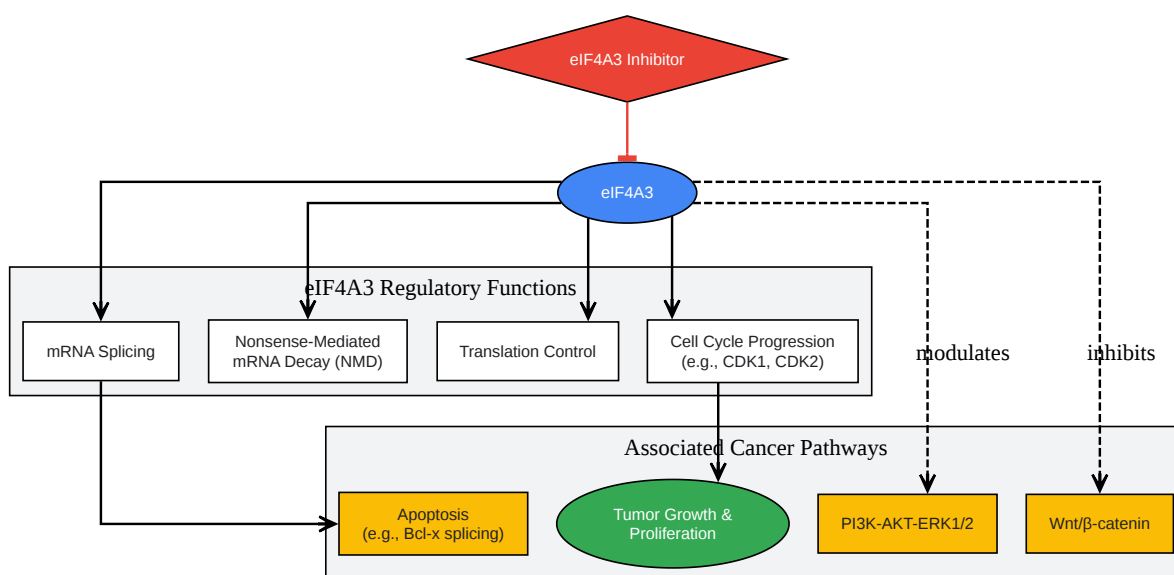 eIF4A3 Inhibitor
eIF4A3
eIF4A3 Regulatory Functions
mRNA Splicing
Nonsense-Mediated
mRNA Decay (NMD)
Translation Control
Cell Cycle Progression
(e.g., CDK1, CDK2)
modulates
inhibits
Associated Cancer Pathways
Apoptosis
(e.g., Bcl-x splicing)
Tumor Growth &
Proliferation
PI3K-AKT-ERK1/2
Wnt/β-catenin